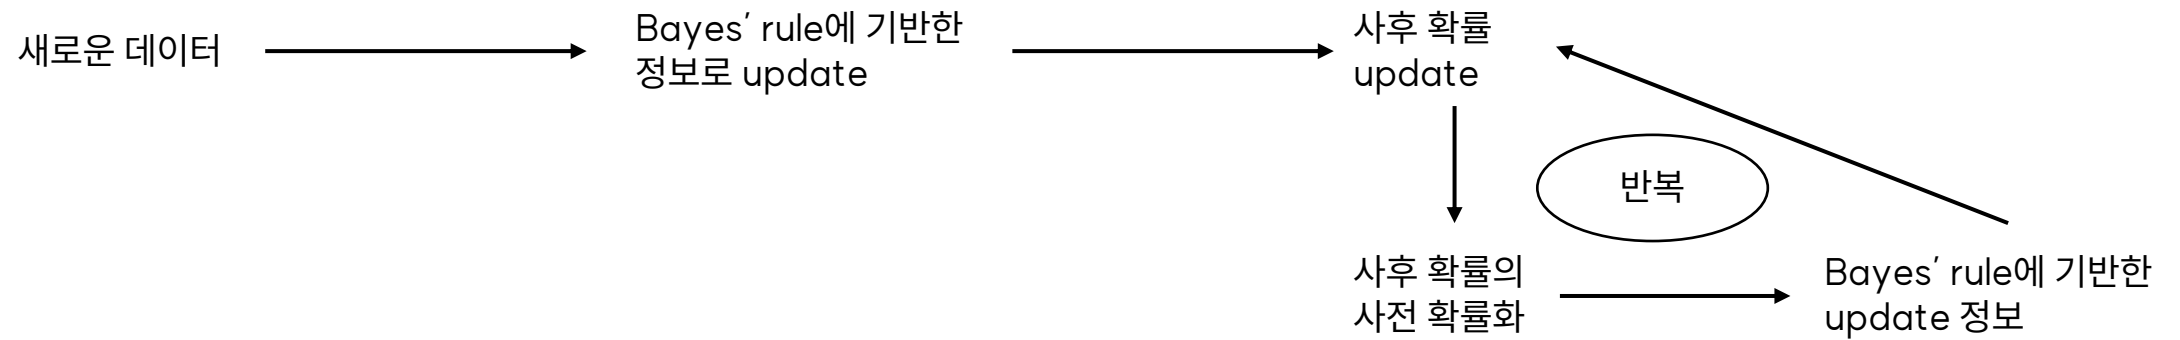 새로운 데이터
Bayes’ rule에 기반한
정보로 update
사후 확률
update
반복
사후 확률의
사전 확률화
Bayes’ rule에 기반한
update 정보